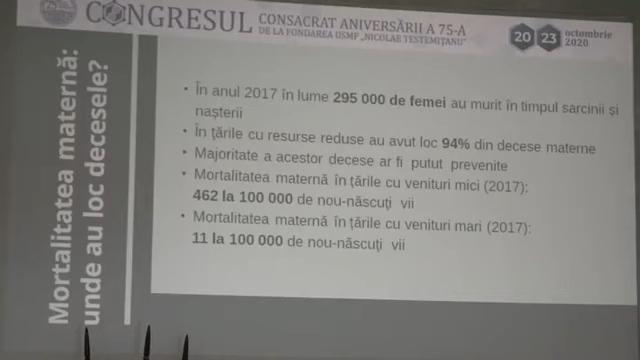 CONGRESUL CONSACRAT ANIVERSĂRII A 75-A
DE LA FONDAREA USMF „NICOLAE TESTEMIȚANU"
20 23 octombrie
2020
Mortalitatea maternă:
unde au loc decesele?
• În anul 2017 în lume 295 000 de femei au murit în timpul sarcinii și
nașterii
• În țările cu resurse reduse au avut loc 94% din decese materne
• Majoritate a acestor decese ar fi putut prevenite
• Mortalitatea maternă în țările cu venituri mici (2017):
462 la 100 000 de nou-născuți vii
• Mortalitatea maternă în țările cu venituri mari (2017):
11 la 100 000 de nou-născuți vii